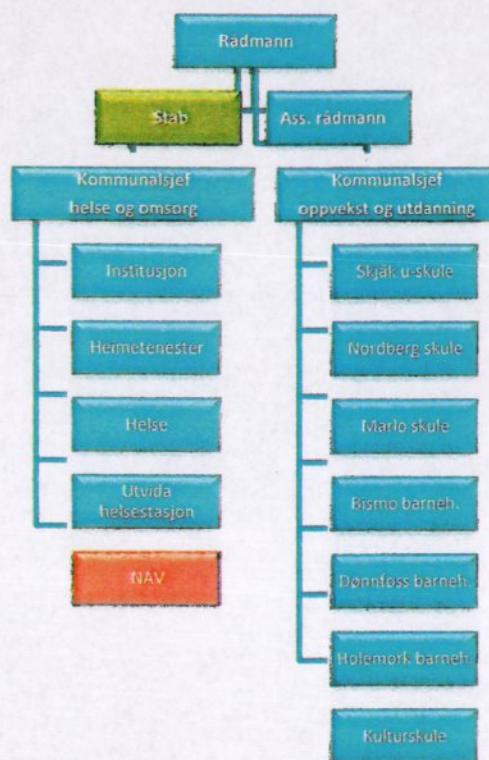 Rådmann
Stab
Ass. rådmann
Kommunalsjef
helse og omsorg
Kommunalsjef
oppvekst og utdanning
Institusjon
Heimetenester
Helse
Utvida
helsestasjon
NAV
Skjåk u-skule
Nordberg skule
Marlo skule
Bismo barneh.
Dønnfoss barneh.
Holemork barneh.
Kulturskule